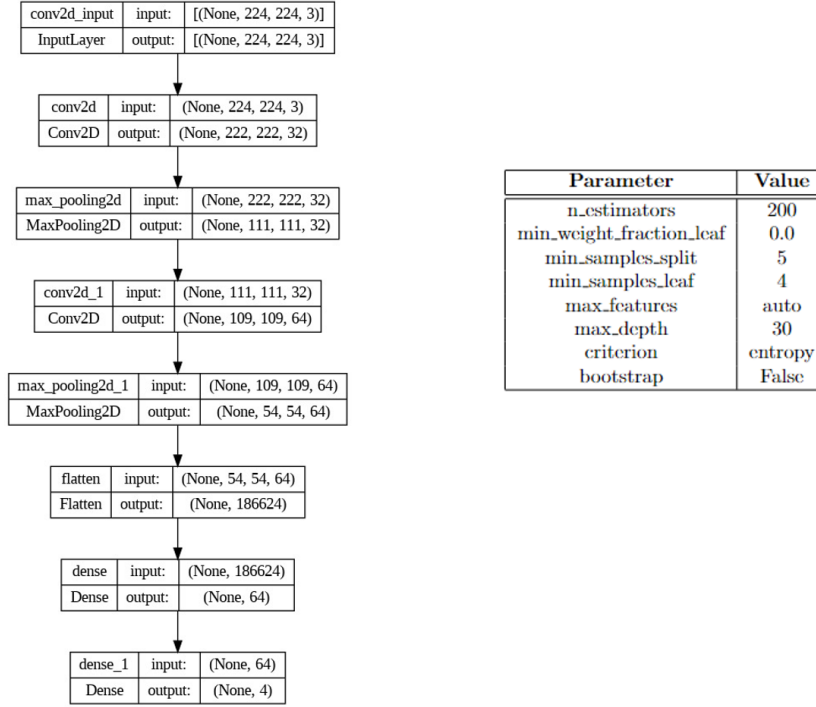 conv2d_input input: [(None, 224, 224, 3)]
InputLayer output: [(None, 224, 224, 3)]
conv2d input: (None, 224, 224, 3)
Conv2D output: (None, 222, 222, 32)
max_pooling2d input: (None, 222, 222, 32)
MaxPooling2D output: (None, 111, 111, 32)
conv2d_1 input: (None, 111, 111, 32)
Conv2D output: (None, 109, 109, 64)
max_pooling2d_1 input: (None, 109, 109, 64)
MaxPooling2D output: (None, 54, 54, 64)
flatten input: (None, 54, 54, 64)
Flatten output: (None, 186624)
dense input: (None, 186624)
Dense output: (None, 64)
dense_1 input: (None, 64)
Dense output: (None, 4)
Parameter Value
n_estimators 200
min_weight_fraction_leaf 0.0
min_samples_split 5
min_samples_leaf 4
max_features auto
max_depth 30
criterion entropy
bootstrap False